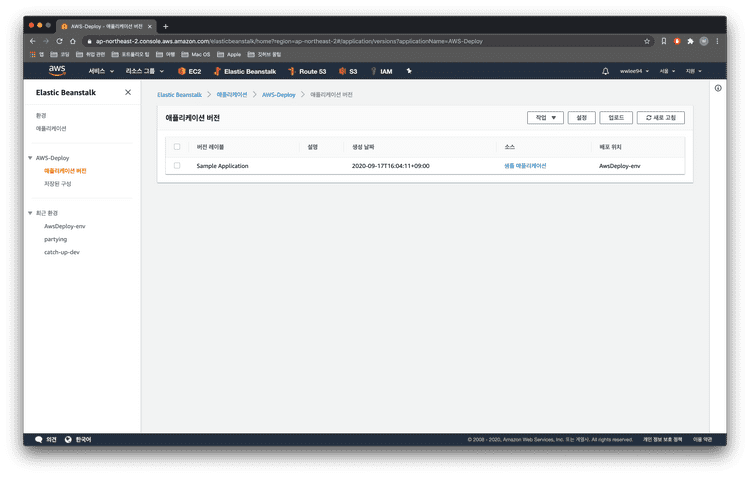 AWS-Deploy - 애플리케이션 버전
ap-northeast-2.console.aws.amazon.com/elasticbeanstalk/home?region=ap-northeast-2#/application/versions?applicationName=AWS-Deploy
앱 코딩 취업 관련 포트폴리오 팁 여행 Mac OS Apple 깃허브 꿀팁
aws 서비스 리소스 그룹 EC2 Elastic Beanstalk Route 53 S3 IAM wwlee94 서울 지원
Elastic Beanstalk
환경
애플리케이션
AWS-Deploy
애플리케이션 버전
저장된 구성
최근 환경
AwsDeploy-env
partying
catch-up-dev
Elastic Beanstalk > 애플리케이션 > AWS-Deploy > 애플리케이션 버전
애플리케이션 버전
작업 설정 업로드 새로 고침
버전 레이블 설명 생성 날짜 소스 배포 위치
Sample Application 2020-09-17T16:04:11+09:00 샘플 애플리케이션 AwsDeploy-env
의견 한국어 © 2008 - 2020, Amazon Web Services, Inc. 또는 계열사. All rights reserved. 개인 정보 보호 정책 이용 약관